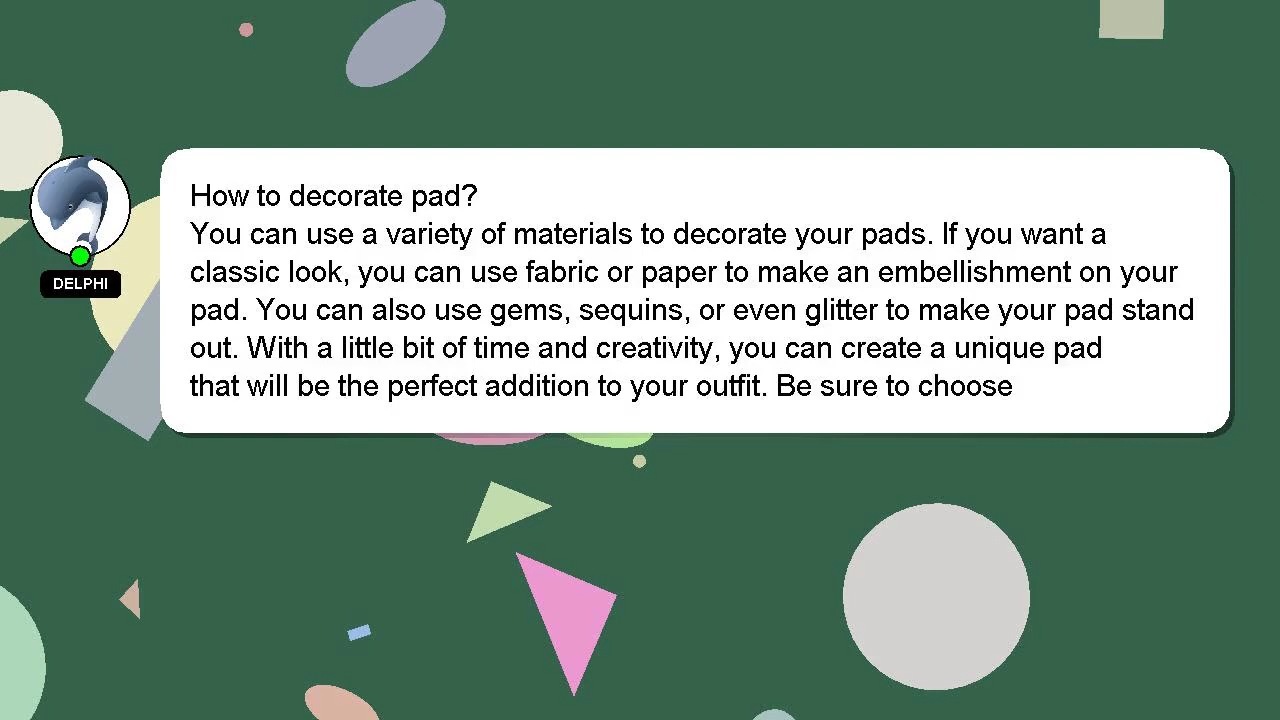 How to decorate pad?
You can use a variety of materials to decorate your pads. If you want a
classic look, you can use fabric or paper to make an embellishment on your
pad. You can also use gems, sequins, or even glitter to make your pad stand
out. With a little bit of time and creativity, you can create a unique pad
that will be the perfect addition to your outfit. Be sure to choose
DELPHI